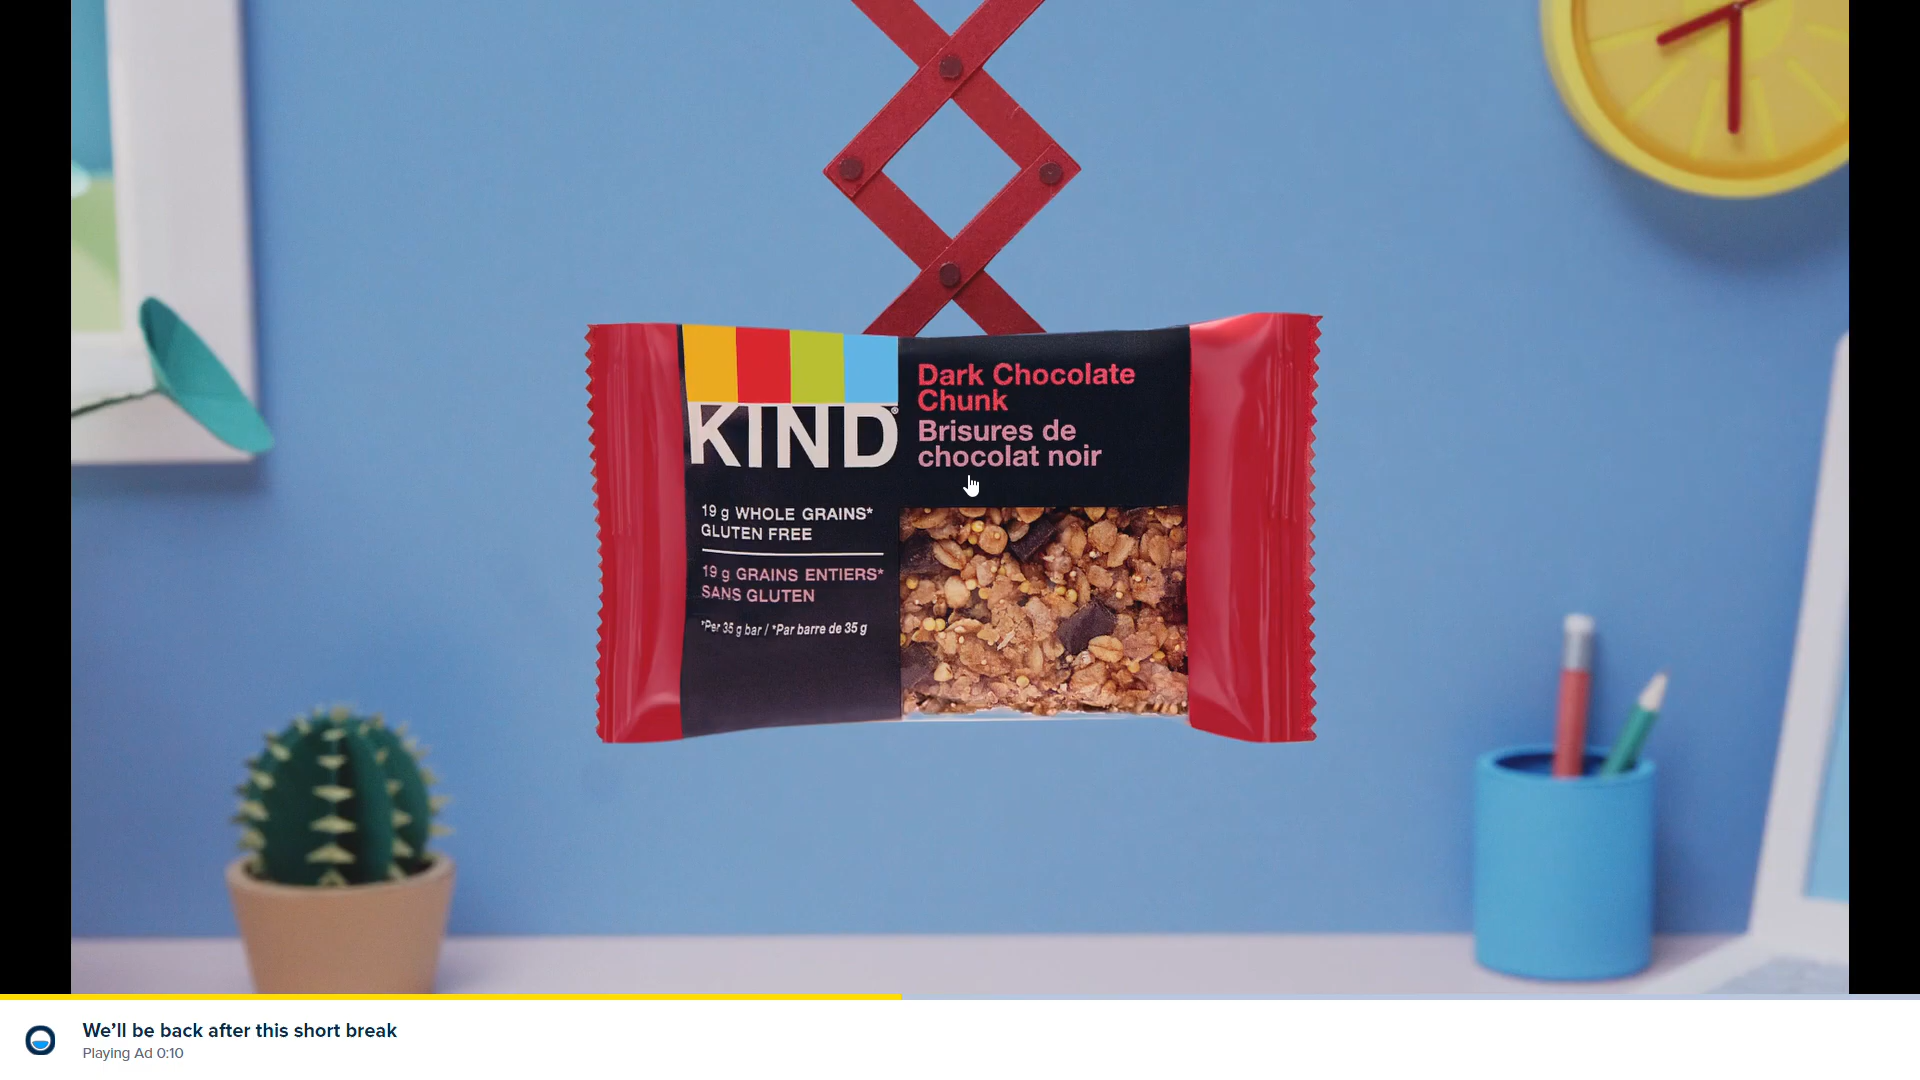 KIND®
Dark Chocolate
Chunk
Brisures de
chocolat noir
19 g WHOLE GRAINS*
GLUTEN FREE
19 g GRAINS ENTIERS*
SANS GLUTEN
*Per 35 g bar / *Par barre de 35 g
We’ll be back after this short break
Playing Ad 0:10